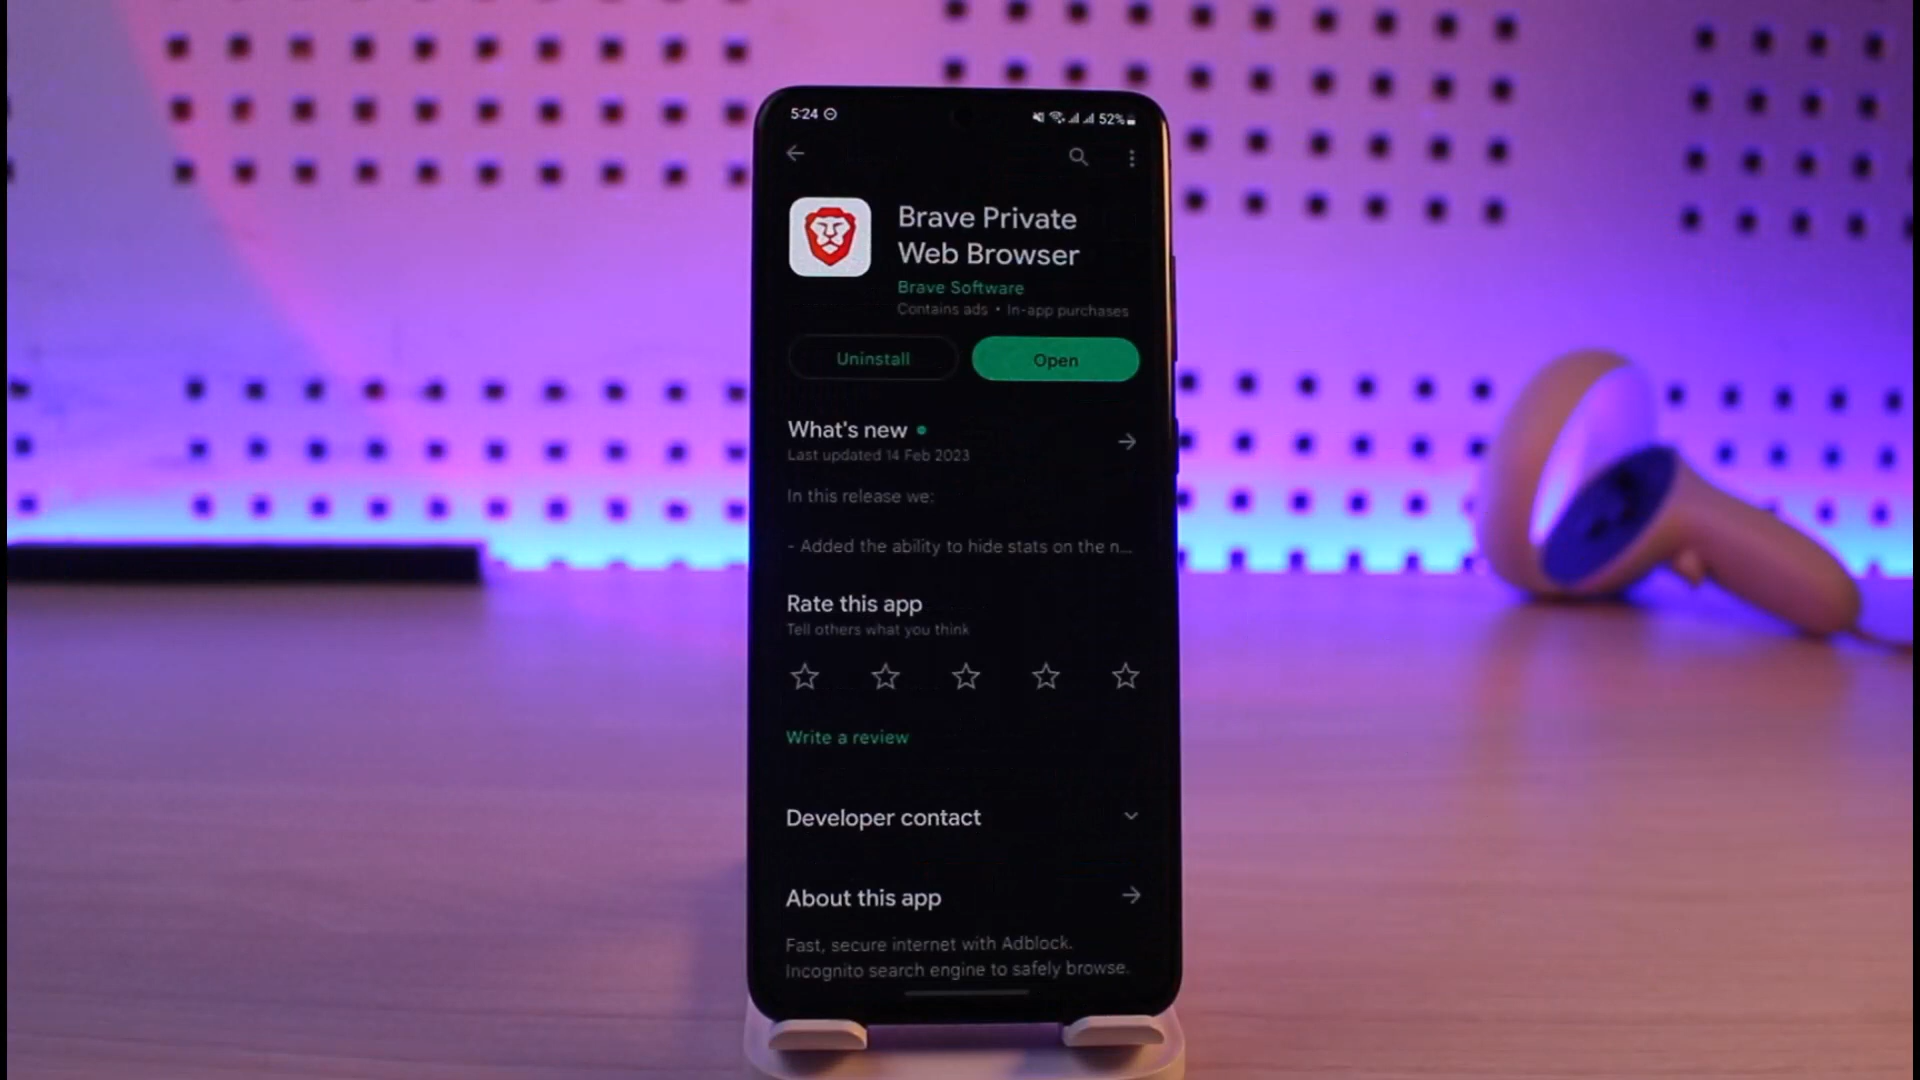 5:24
52%
Brave Private
Web Browser
Brave Software
Contains ads • In-app purchases
Uninstall
Open
What's new •
Last updated 14 Feb 2023
In this release we:
- Added the ability to hide stats on the n...
Rate this app
Tell others what you think
Write a review
Developer contact
About this app
Fast, secure internet with Adblock.
Incognito search engine to safely browse.